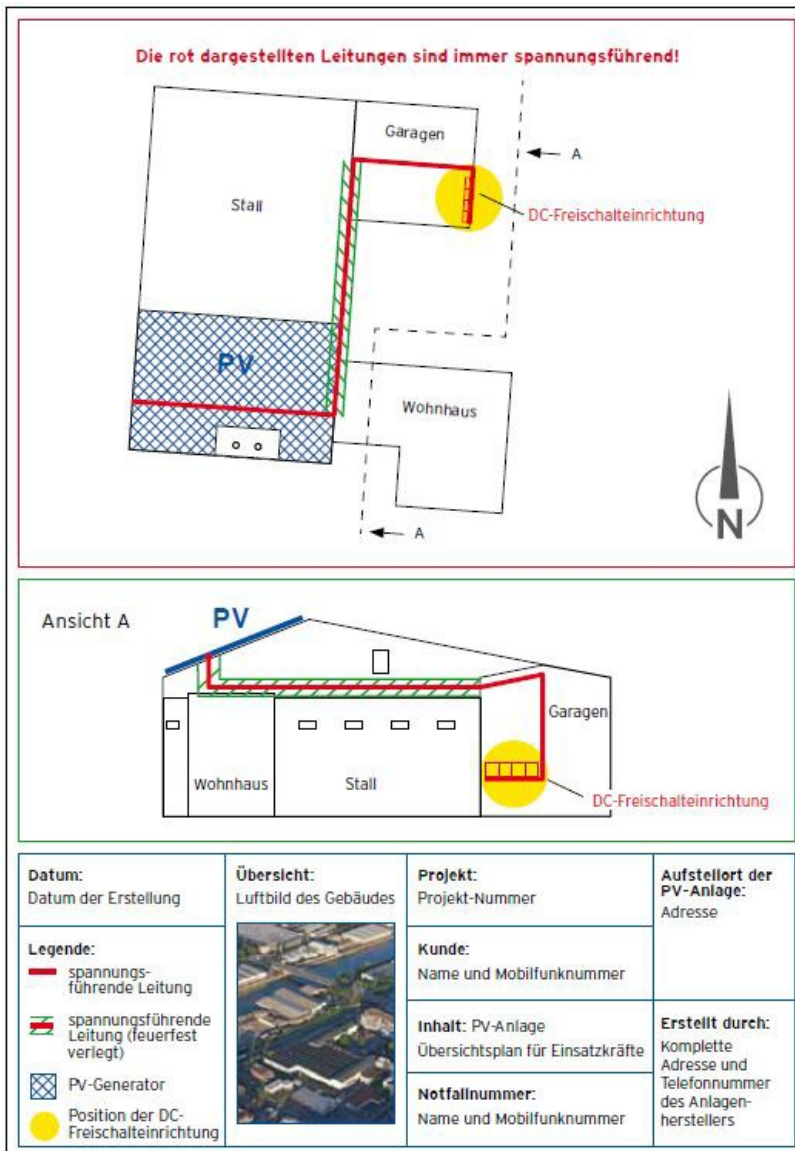 Die rot dargestellten Leitungen sind immer spannungsführend!
Garagen
A
Stall
DC-Freischalteinrichtung
PV
Wohnhaus
A
N
Ansicht A
PV
Garagen
Wohnhaus
Stall
DC-Freischalteinrichtung
Datum:
Datum der Erstellung
Legende:
spannungs-
führende Leitung
spannungsführende
Leitung (feuerfest
verlegt)
PV-Generator
Position der DC-
Freischalteinrichtung
Übersicht:
Luftbild des Gebäudes
Projekt:
Projekt-Nummer
Kunde:
Name und Mobilfunknummer
Inhalt: PV-Anlage
Übersichtsplan für Einsatzkräfte
Notfallnummer:
Name und Mobilfunknummer
Aufstellort der
PV-Anlage:
Adresse
Erstellt durch:
Komplette
Adresse und
Telefonnummer
des Anlagen-
herstellers